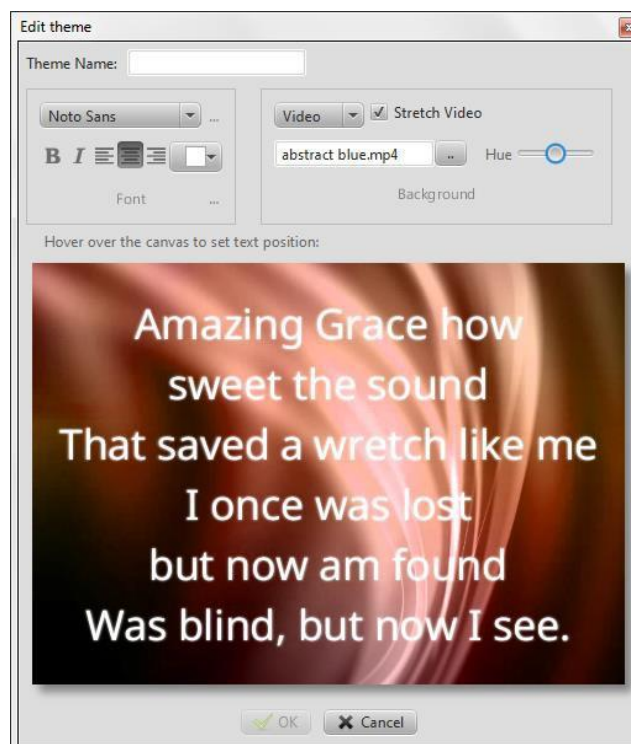 Edit theme
Theme Name:
Noto Sans
...
B I
Font
...
Video
Stretch Video
abstract blue.mp4
..
Hue
Background
Hover over the canvas to set text position:
Amazing Grace how
sweet the sound
That saved a wretch like me
I once was lost
but now am found
Was blind, but now I see.
OK
Cancel